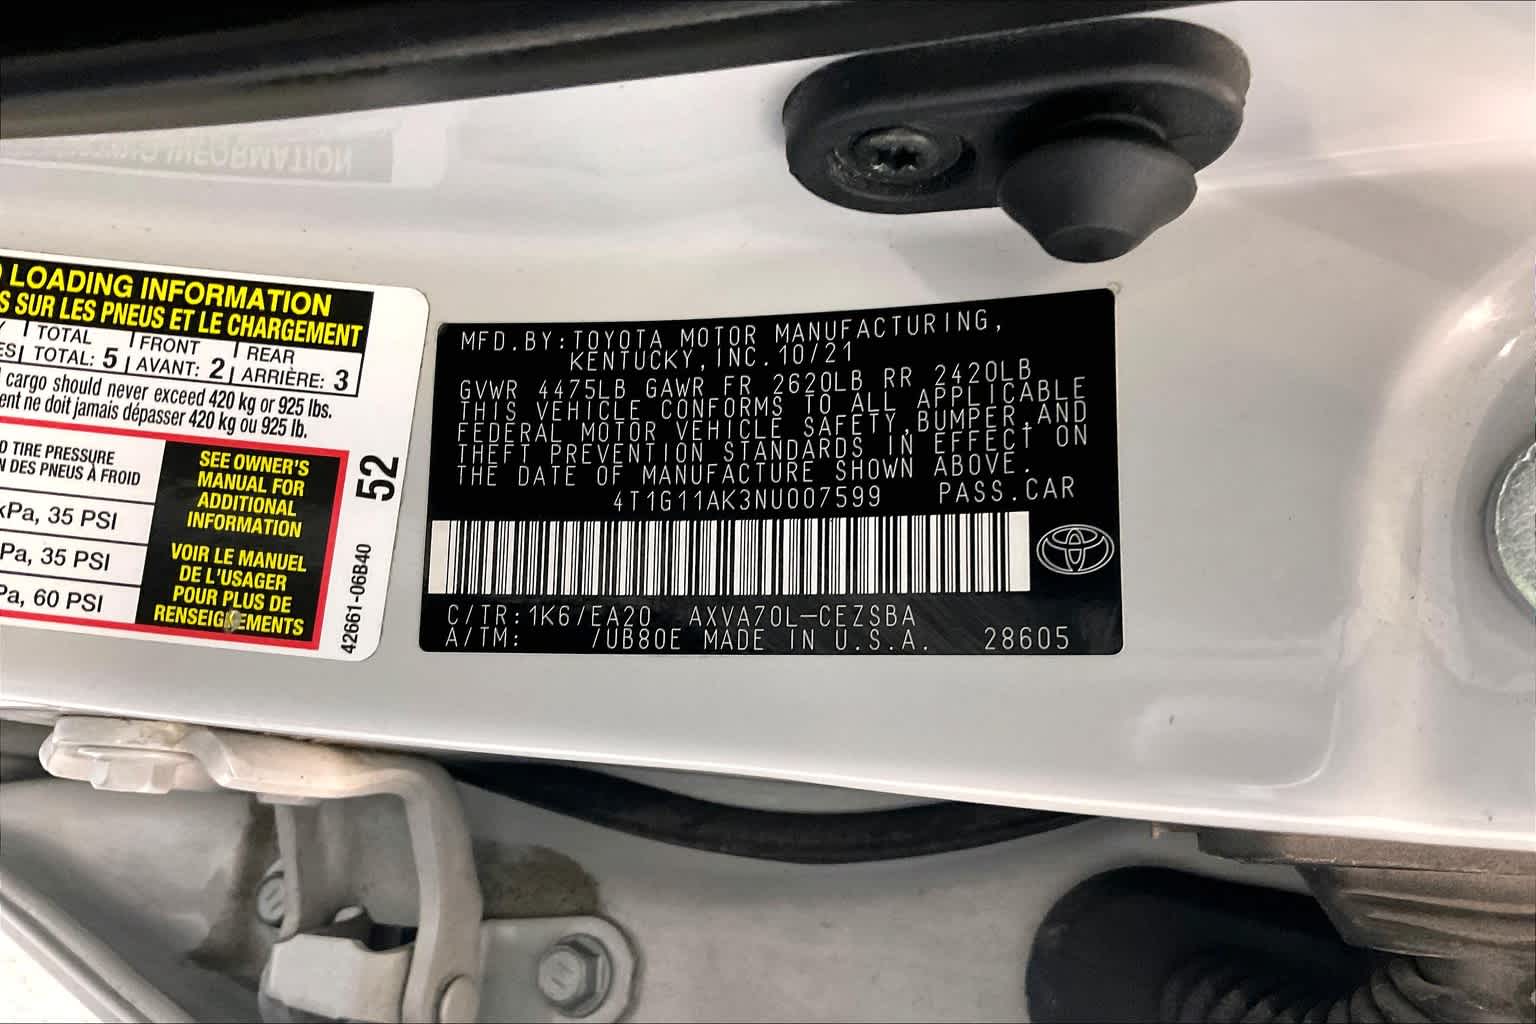 LOADING INFORMATION
SUR LES PNEUS ET LE CHARGEMENT
TOTAL
FRONT
REAR
TOTAL: 5
AVANT: 2
ARRIÈRE: 3
cargo should never exceed 420 kg or 925 lbs.
ne doit jamais dépasser 420 kg ou 925 lb.
TIRE PRESSURE
DES PNEUS À FROID
35 PSI
35 PSI
60 PSI
SEE OWNER'S
MANUAL FOR
ADDITIONAL
INFORMATION
VOIR LE MANUEL
DE L'USAGER
POUR PLUS DE
RENSEIGNEMENTS
52
42661-06B40
MFD.BY:TOYOTA MOTOR MANUFACTURING,
KENTUCKY,INC.10/21
GVWR 4475LB GAWR FR 2620LB RR 2420LB
THIS VEHICLE CONFORMS TO ALL APPLICABLE
FEDERAL MOTOR VEHICLE SAFETY,BUMPER,AND
THEFT PREVENTION STANDARDS IN EFFECT ON
THE DATE OF MANUFACTURE SHOWN ABOVE.
4T1G11AK3NU007599 PASS.CAR
C/TR:1K6/EA20 AXVA70L-CEZSBA
A/TM: /UB80E MADE IN U.S.A. 28605